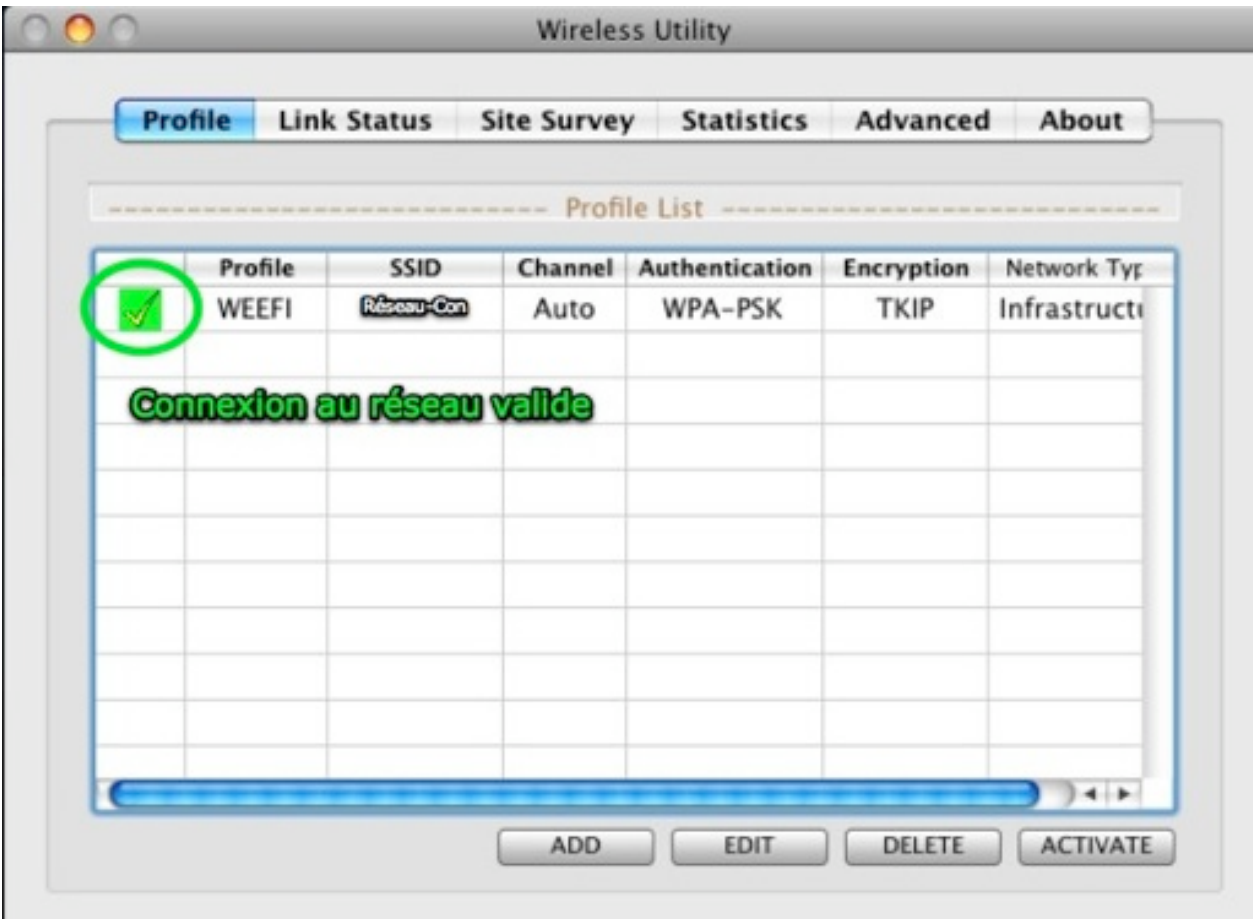 Wireless Utility
Profile Link Status Site Survey Statistics Advanced About
Profile List
Profile SSID Channel Authentication Encryption Network Typ
WEEFI Réseau-Con Auto WPA-PSK TKIP Infrastructu
Connexion au réseau valide
ADD EDIT DELETE ACTIVATE